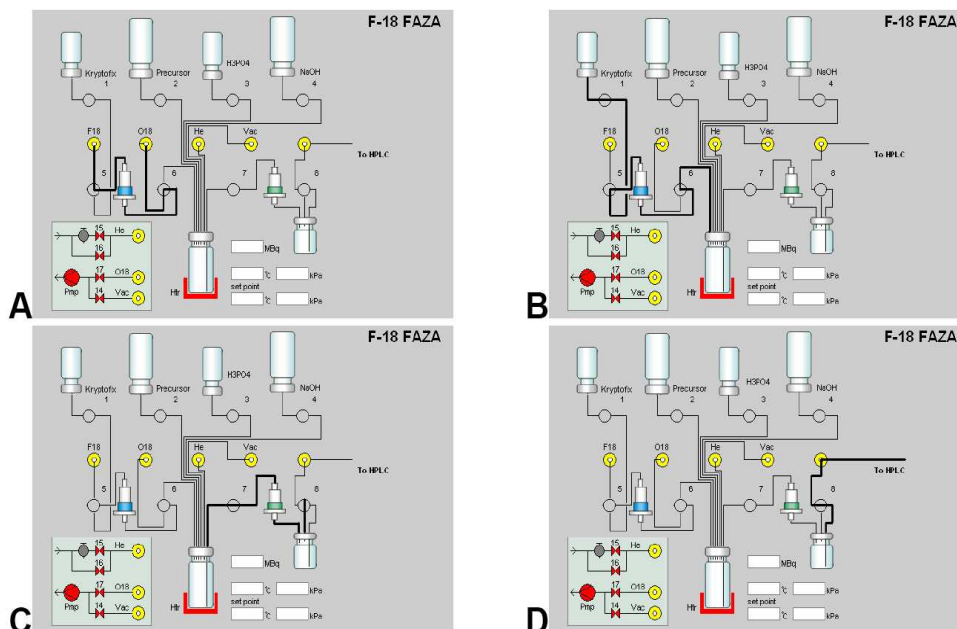 F-18 FAZA
H3PO4
Kryptofix Precursor NaOH
1 2 3 4
F18 O18 He Vac
To HPLC
5 6 7 8
15 He
16 MBq
17 O18 °C kPa
set point
Pmp 14 Vac Htr °C kPa
A
F-18 FAZA
H3PO4
Kryptofix Precursor NaOH
1 2 3 4
F18 O18 He Vac
To HPLC
5 6 7 8
15 He
16 MBq
17 O18 °C kPa
set point
Pmp 14 Vac Htr °C kPa
B
F-18 FAZA
H3PO4
Kryptofix Precursor NaOH
1 2 3 4
F18 O18 He Vac
To HPLC
5 6 7 8
15 He
16 MBq
17 O18 °C kPa
set point
Pmp 14 Vac Htr °C kPa
C
F-18 FAZA
H3PO4
Kryptofix Precursor NaOH
1 2 3 4
F18 O18 He Vac
To HPLC
5 6 7 8
15 He
16 MBq
17 O18 °C kPa
set point
Pmp 14 Vac Htr °C kPa
D